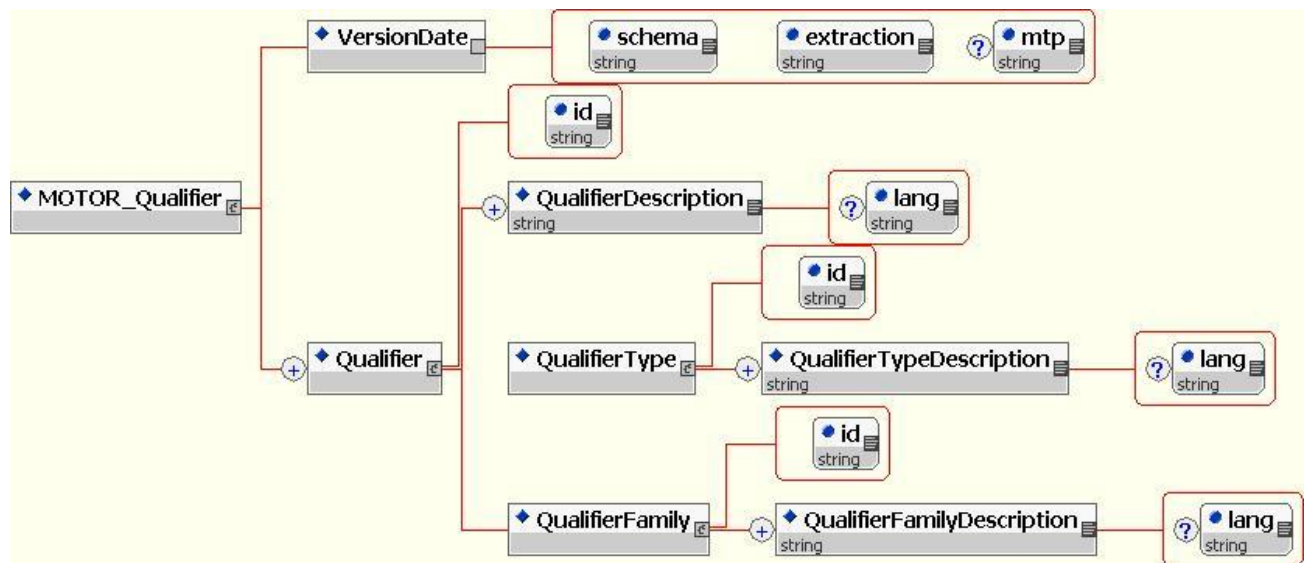 VersionDate
schema
string
extraction
string
?
mtp
string
id
string
MOTOR_Qualifier
+
QualifierDescription
string
?
lang
string
id
string
+
Qualifier
QualifierType
+
QualifierTypeDescription
string
?
lang
string
id
string
QualifierFamily
+
QualifierFamilyDescription
string
?
lang
string